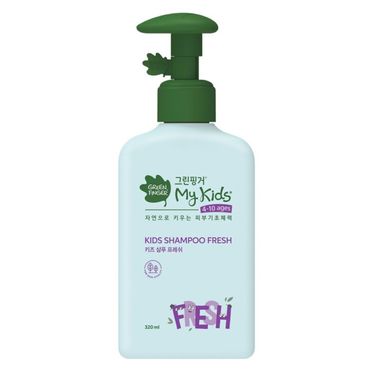 GREEN FINGER
그린핑거
My Kids
4-10 ages
자연으로 키우는 피부기초체력
KIDS SHAMPOO FRESH
키즈 샴푸 프레쉬
FRESH
320 ml